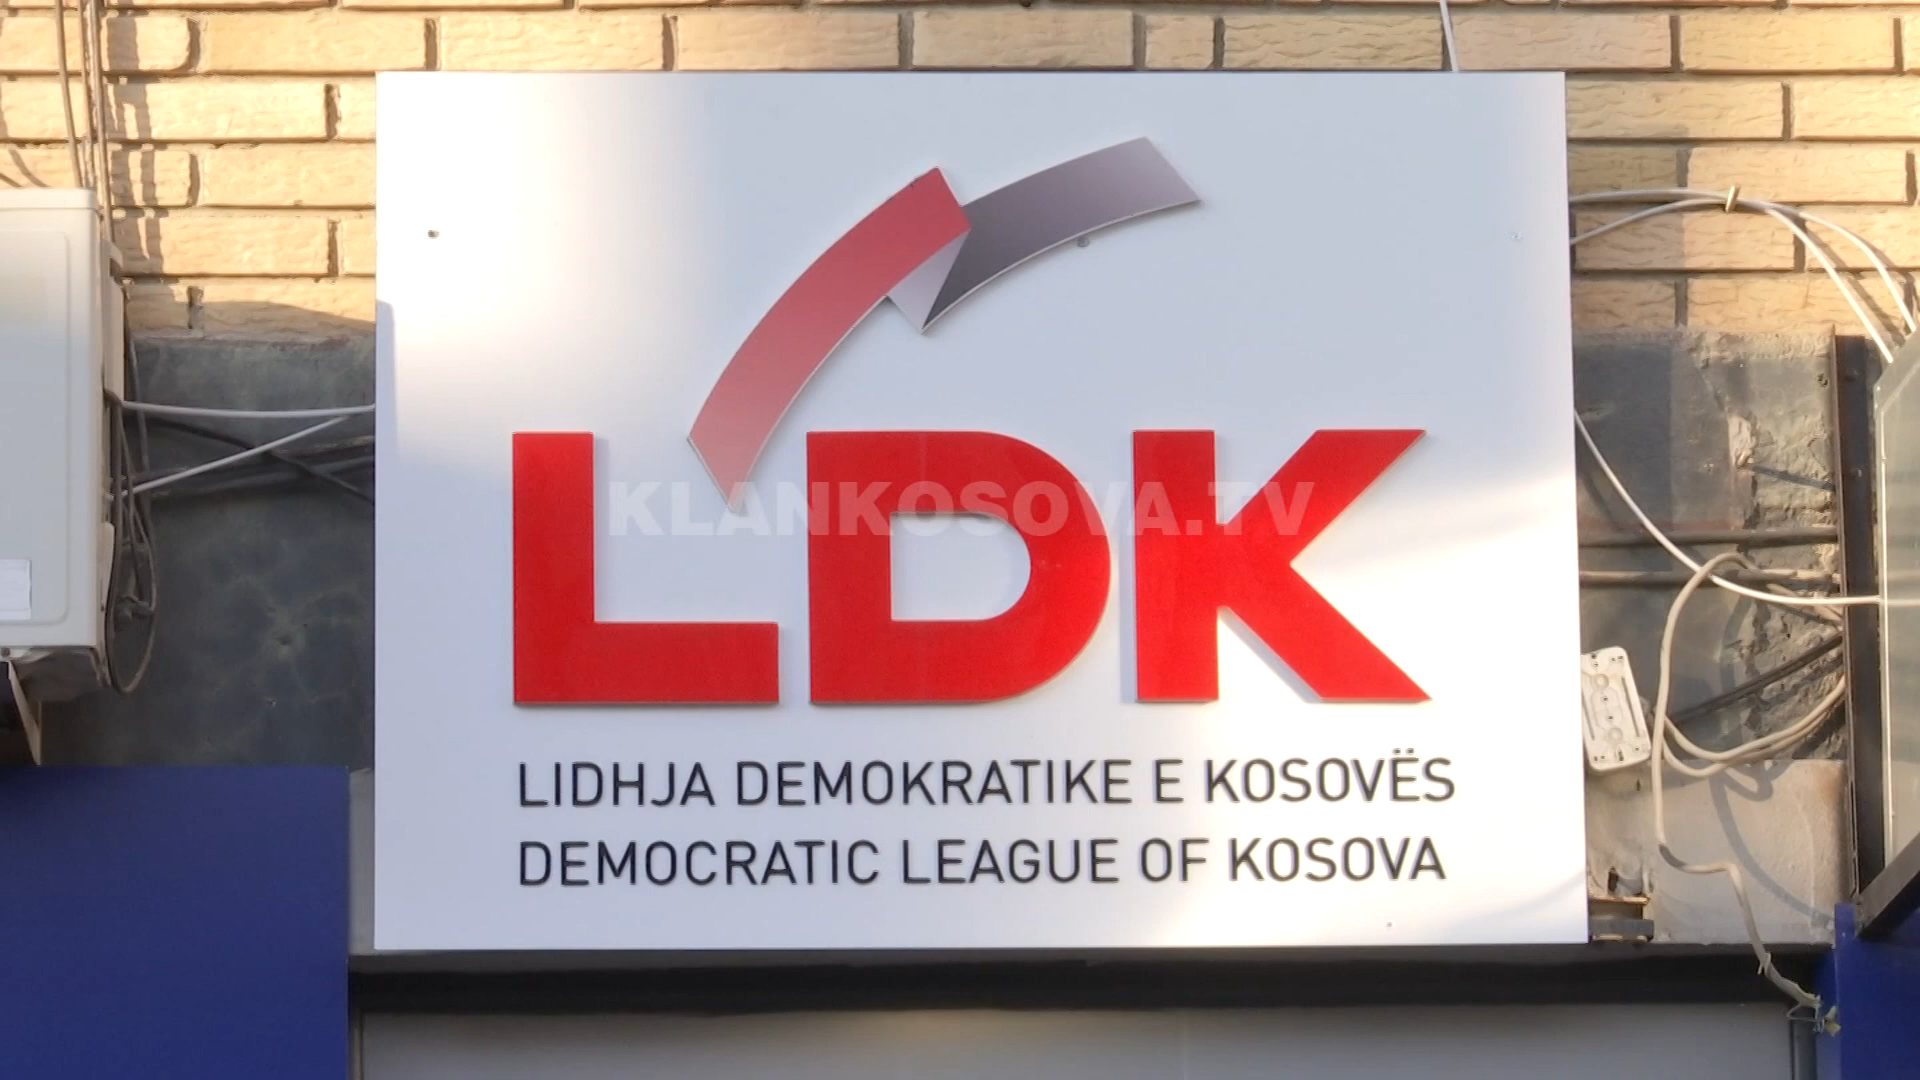 LDK
KLANKOSOVA.TV
LIDHJA DEMOKRATIKE E KOSOVËS
DEMOCRATIC LEAGUE OF KOSOVA